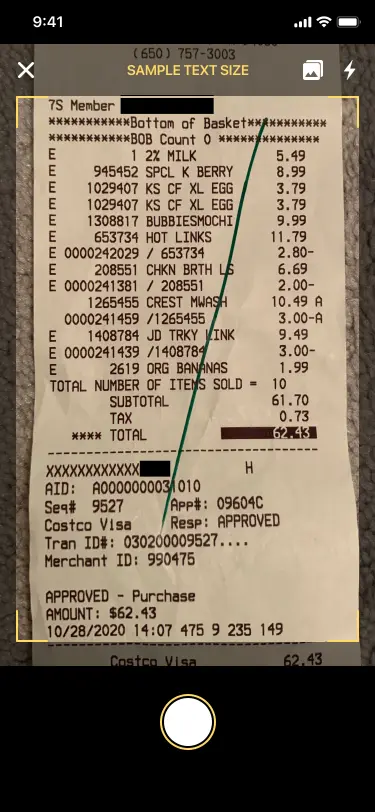 9:41
(650) 757-3003
SAMPLE TEXT SIZE
7S Member
***********Bottom of Basket***********
***********BOB Count 0 ************
E 1 2% MILK 5.49
E 945452 SPCL K BERRY 8.99
E 1029407 KS CF XL EGG 3.79
E 1029407 KS CF XL EGG 3.79
E 1308817 BUBBIESMOCHI 9.99
E 653734 HOT LINKS 11.79
E 0000242029 / 653734 2.80-
E 208551 CHKN BRTH LS 6.69
E 0000241381 / 208551 2.00-
1265455 CREST MWASH 10.49 A
0000241459 /1265455 3.00-A
E 1408784 JD TRKY LINK 9.49
E 0000241439 /1408784 3.00-
E 2619 ORG BANANAS 1.99
TOTAL NUMBER OF ITEMS SOLD = 10
SUBTOTAL 61.70
TAX 0.73
**** TOTAL 62.43
XXXXXXXXXXXX H
AID: A0000000031010
Seq# 9527 App#: 09604C
Costco Visa Resp: APPROVED
Tran ID#: 030200009527....
Merchant ID: 990475
APPROVED - Purchase
AMOUNT: $62.43
10/28/2020 14:07 475 9 235 149
Costco Visa 62.43